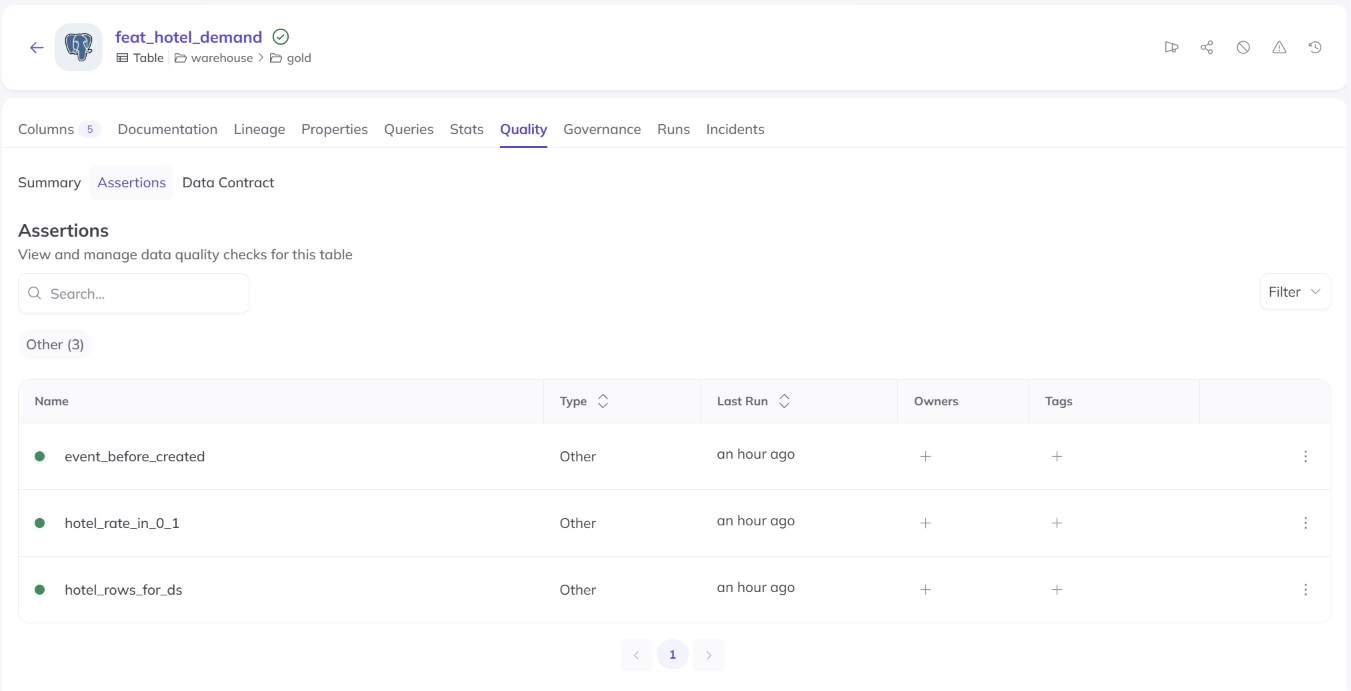 feat_hotel_demand
Table warehouse gold
Columns 5 Documentation Lineage Properties Queries Stats Quality Governance Runs Incidents
Summary Assertions Data Contract
Assertions
View and manage data quality checks for this table
Search...
Filter
Other (3)
Name Type Last Run Owners Tags
event_before_created Other an hour ago + +
hotel_rate_in_0_1 Other an hour ago + +
hotel_rows_for_ds Other an hour ago + +
1